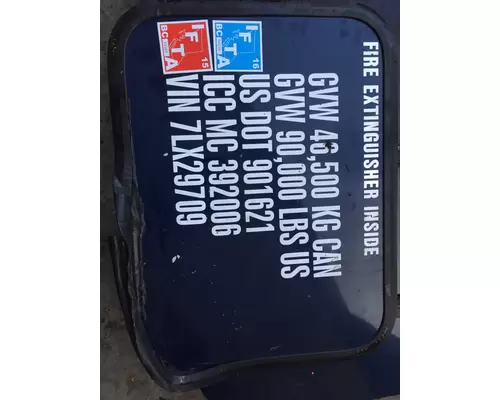 FIRE EXTINGUISHER INSIDE
GVW 46,500 KG CAN
GVW 90,000 LBS US
US DOT 901621
ICC MC 392006
VIN 7LX29709
IFTA
BC
16
IFTA
BC
15